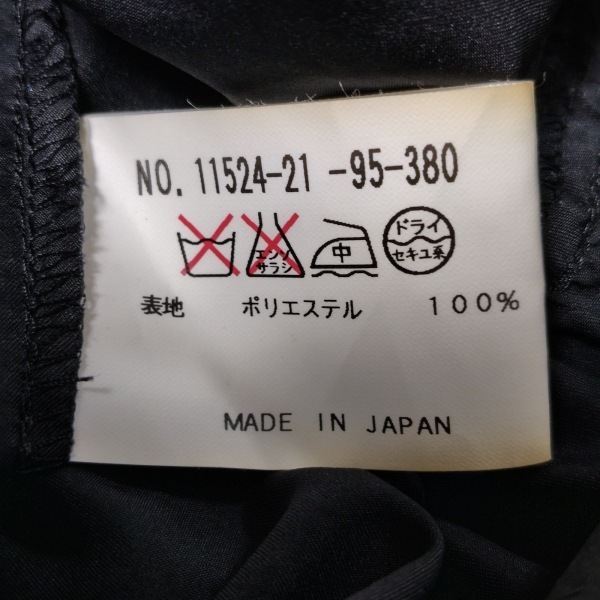 NO. 11524-21 -95-380
エンソ サラシ 中 ドライ セキユ系
表地 ポリエステル 100%
MADE IN JAPAN